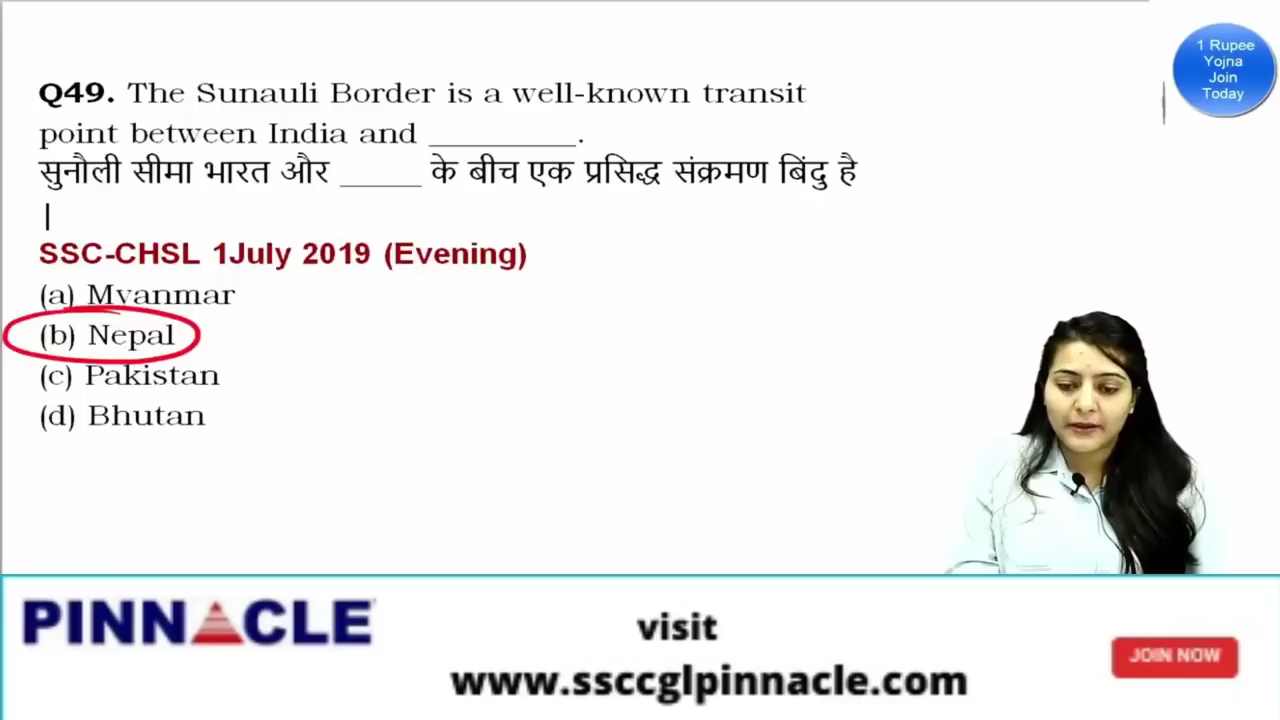 1 Rupee
Yojna
Join
Today
Q49. The Sunauli Border is a well-known transit
point between India and _________.
सुनौली सीमा भारत और _____ के बीच एक प्रसिद्ध संक्रमण बिंदु है
|
SSC-CHSL 1July 2019 (Evening)
(a) Myanmar
(b) Nepal
(c) Pakistan
(d) Bhutan
PINNACLE
visit
www.ssccglpinnacle.com
JOIN NOW